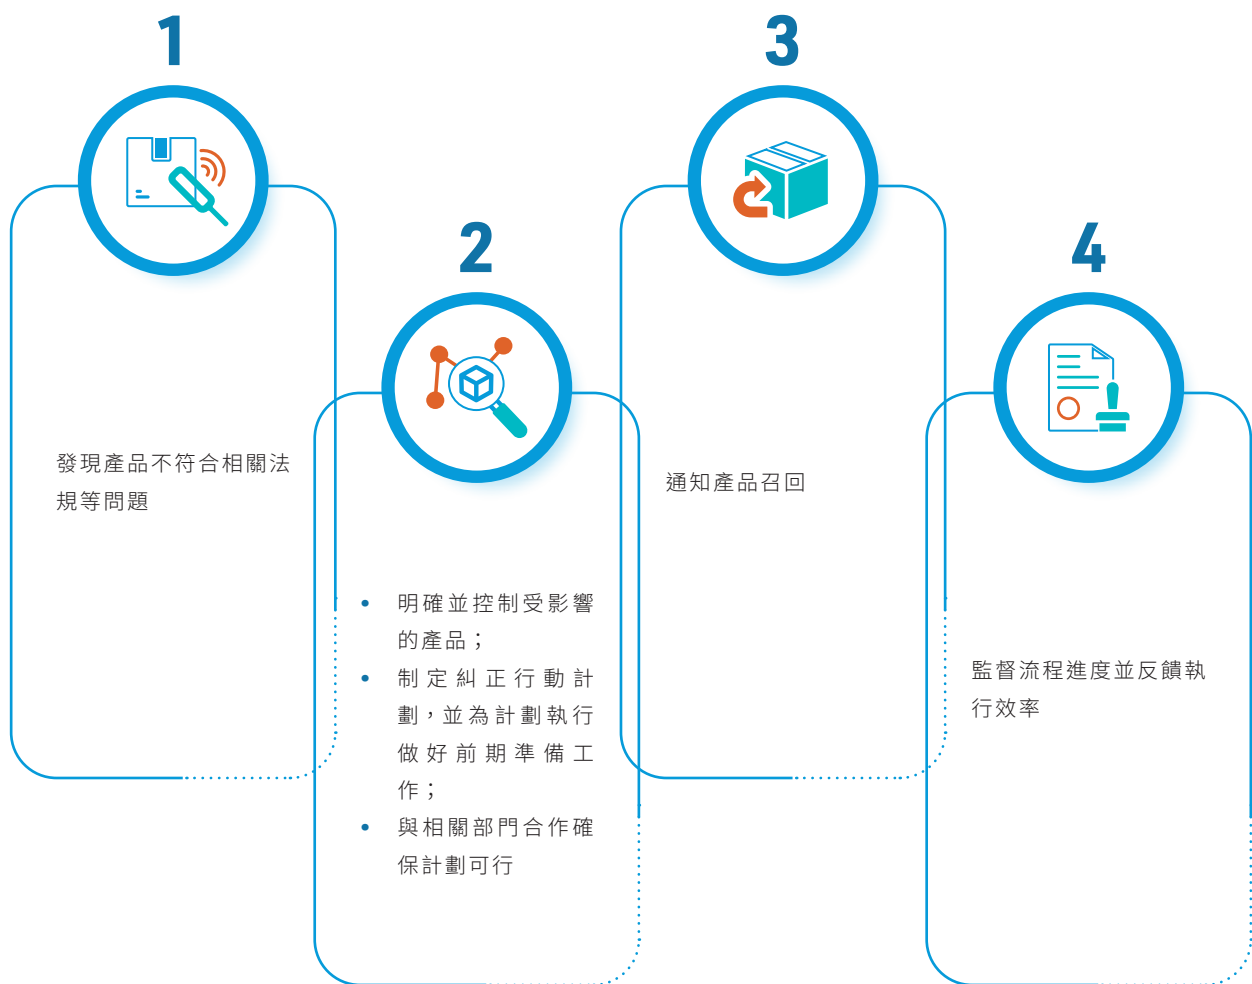 1
發現產品不符合相關法
規等問題
2
• 明確並控制受影響
的產品；
• 制定糾正行動計
劃，並為計劃執行
做好前期準備工
作；
• 與相關部門合作確
保計劃可行
3
通知產品召回
4
監督流程進度並反饋執
行效率